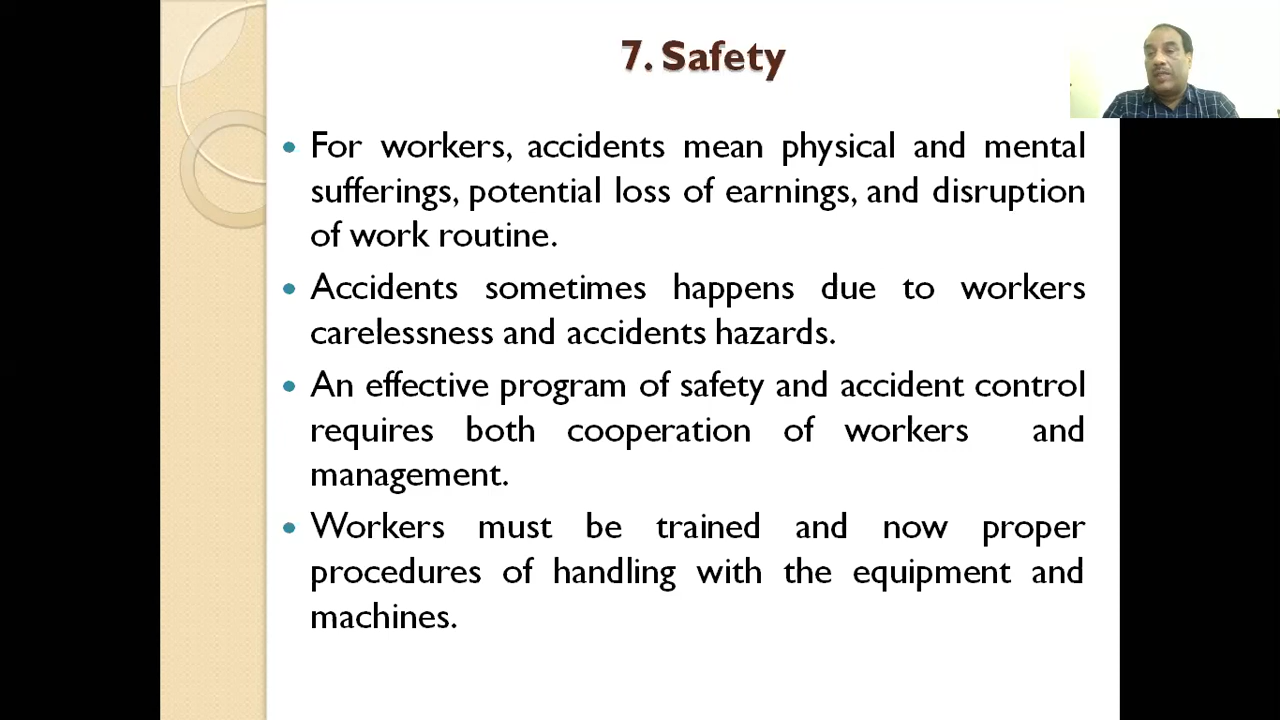 7. Safety
• For workers, accidents mean physical and mental
sufferings, potential loss of earnings, and disruption
of work routine.
• Accidents sometimes happens due to workers
carelessness and accidents hazards.
• An effective program of safety and accident control
requires both cooperation of workers and
management.
• Workers must be trained and now proper
procedures of handling with the equipment and
machines.